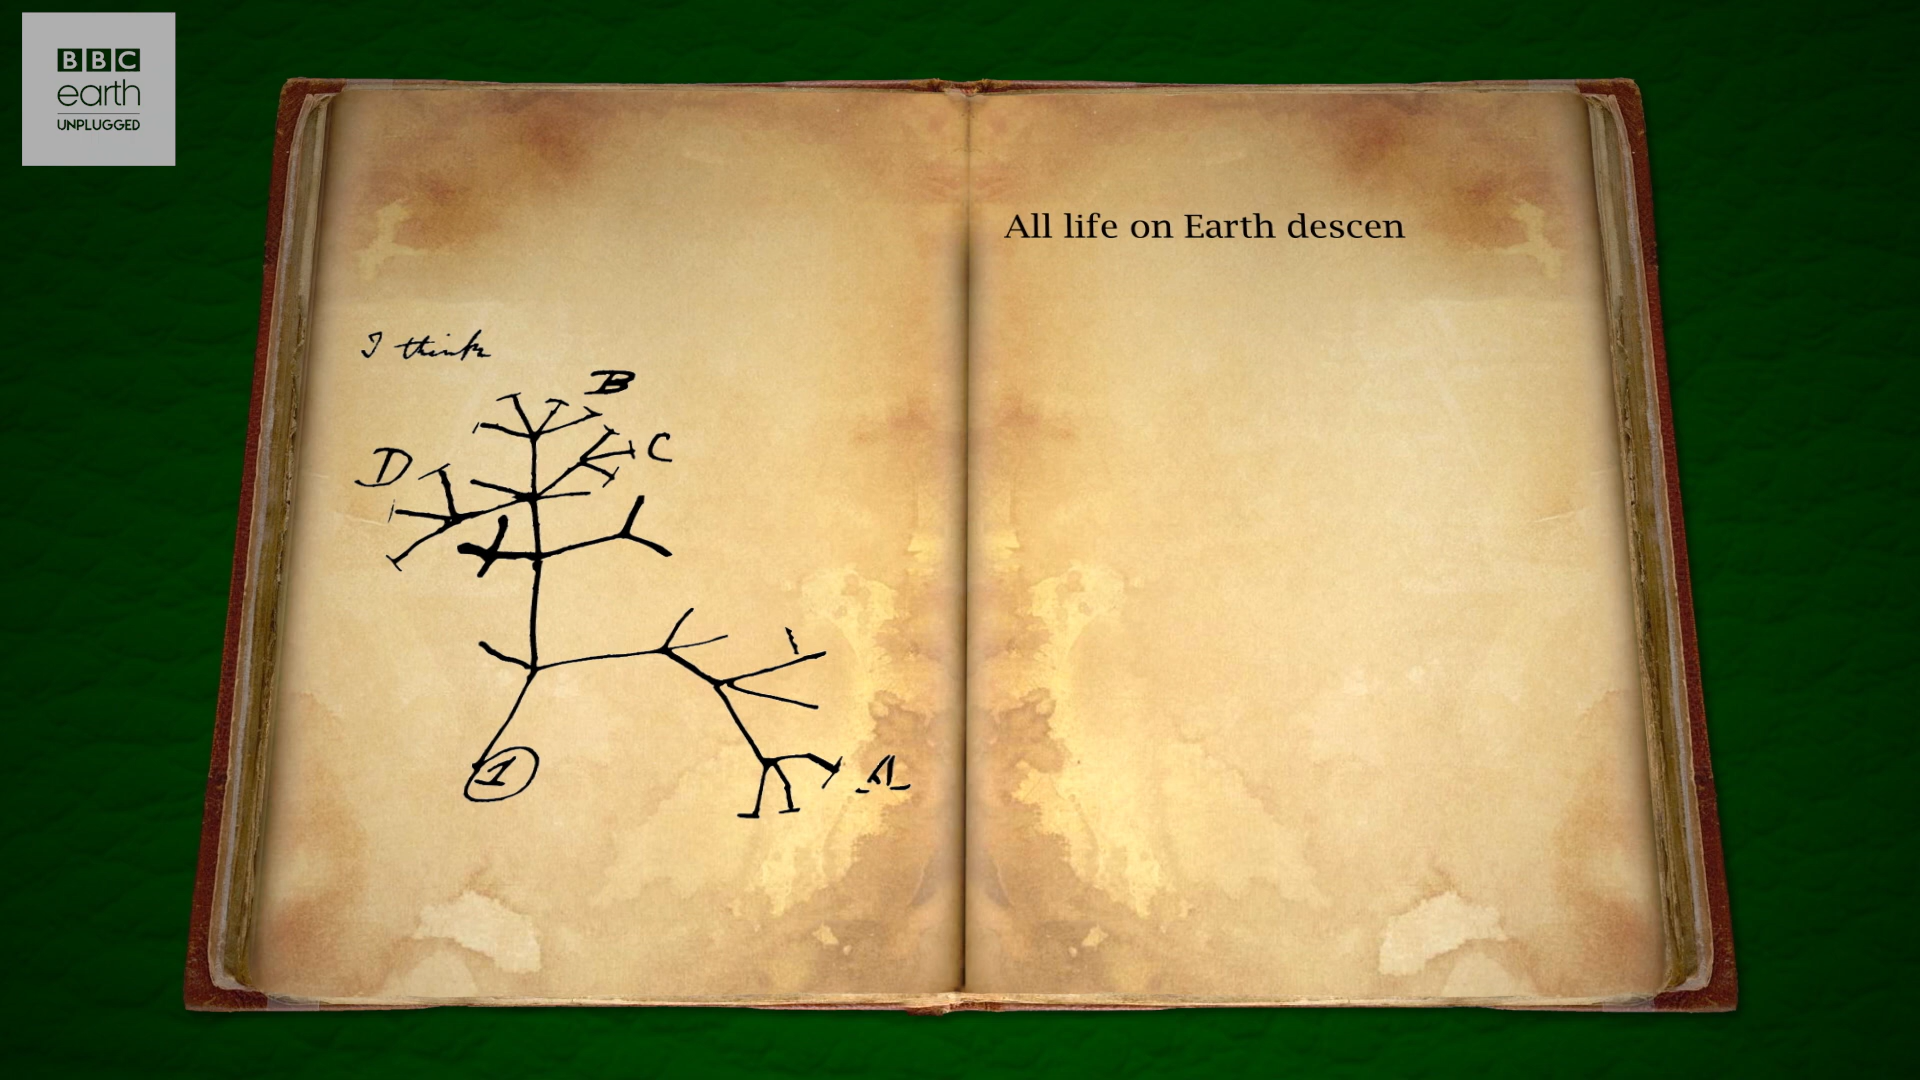 BBC
earth
UNPLUGGED
I think
B
C
D
1
A
All life on Earth descen